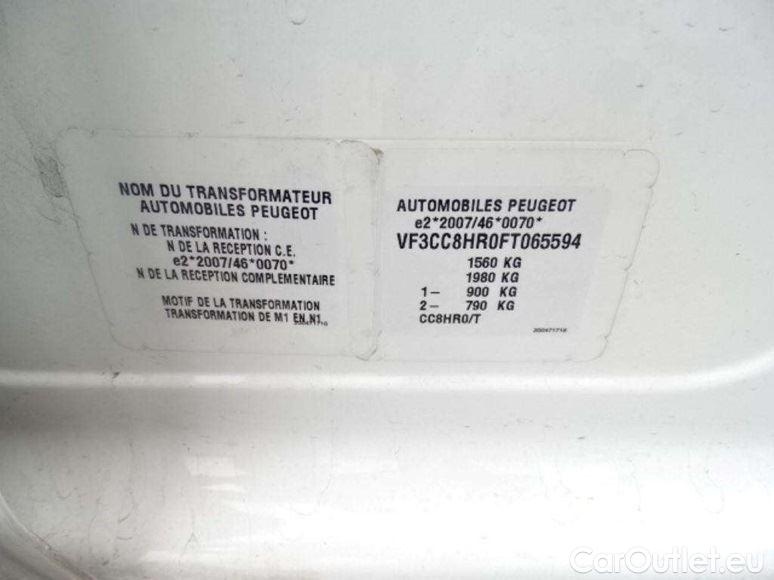 NOM DU TRANSFORMATEUR
AUTOMOBILES PEUGEOT
N DE TRANSFORMATION :
N DE LA RECEPTION C.E.
e2*2007/46*0070*
N DE LA RECEPTION COMPLEMENTAIRE
MOTIF DE LA TRANSFORMATION
TRANSFORMATION DE M1 EN N1
AUTOMOBILES PEUGEOT
e2*2007/46*0070*
VF3CC8HR0FT065594
1560 KG
1980 KG
1- 900 KG
2- 790 KG
CC8HR0/T
CarOutlet.eu